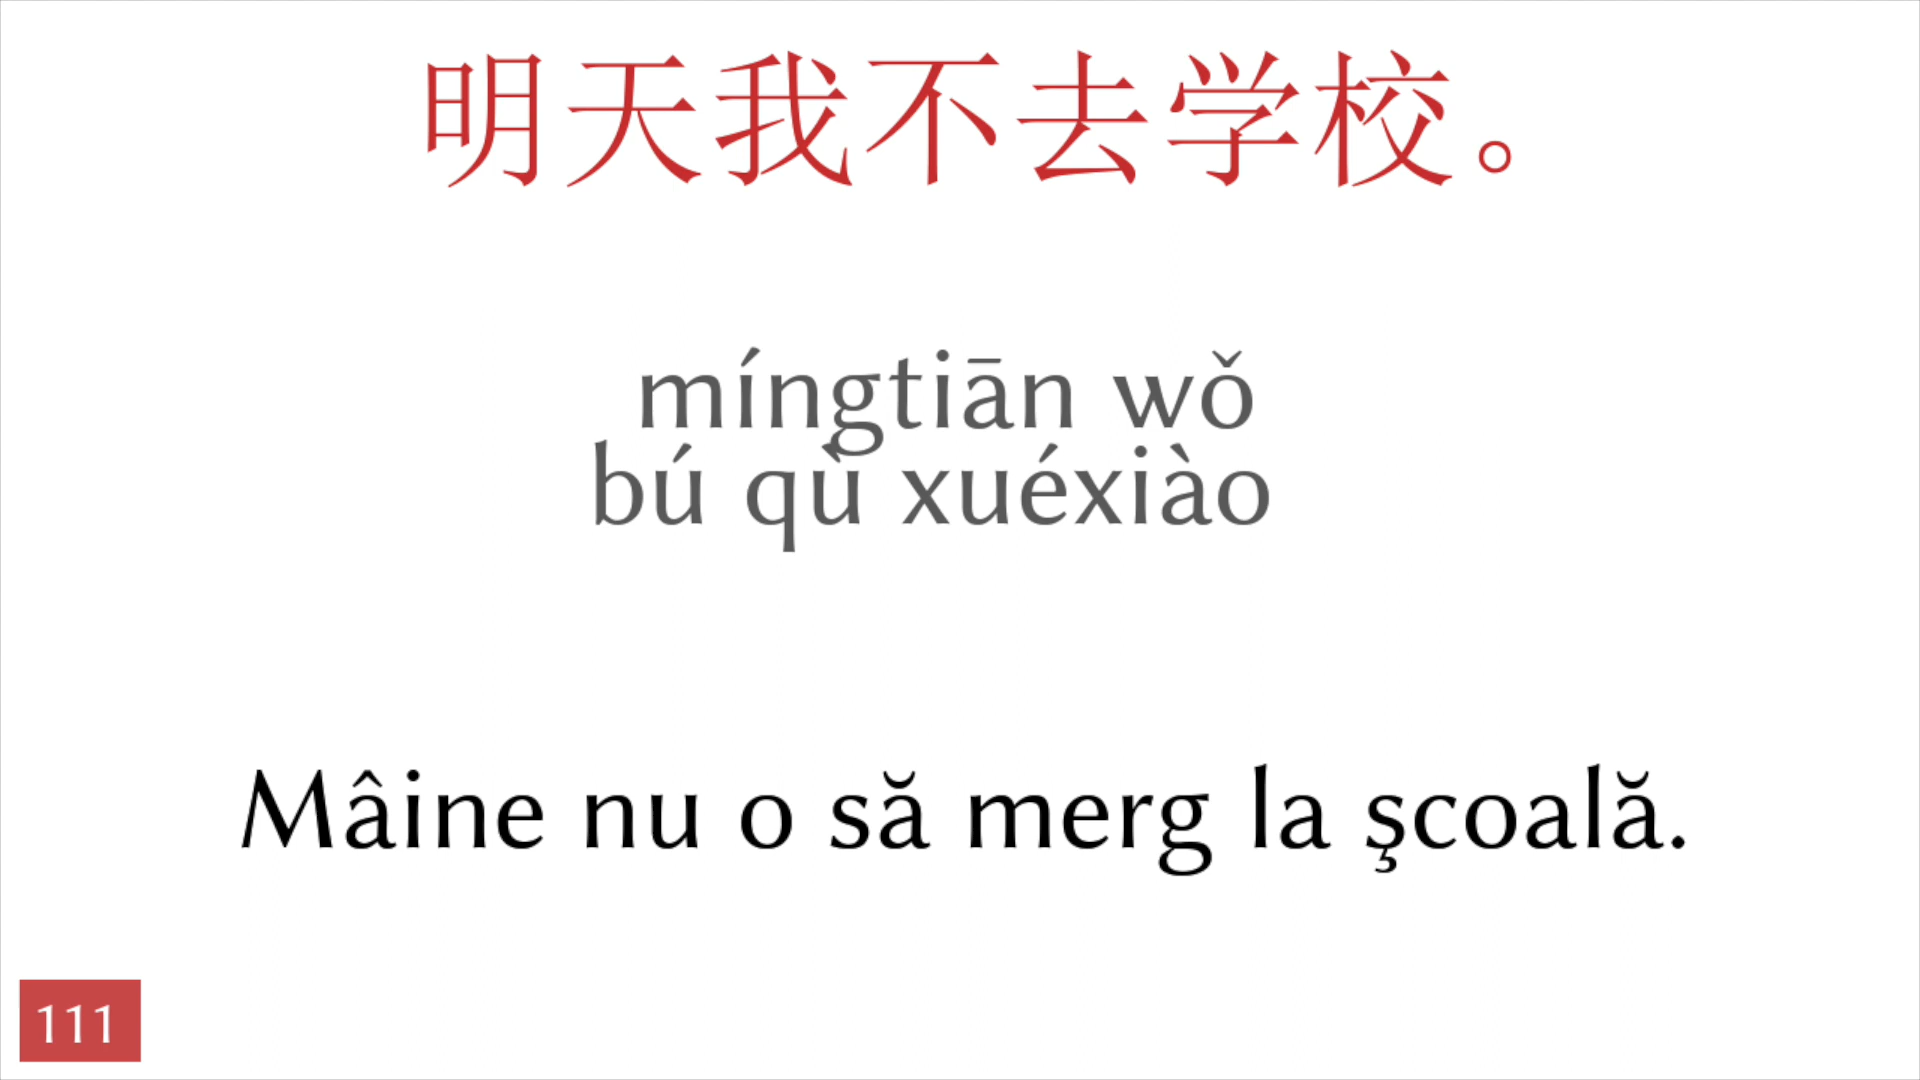 明天我不去学校。
míngtiān wǒ
bú qù xuéxiào
Mâine nu o să merg la şcoală.
111